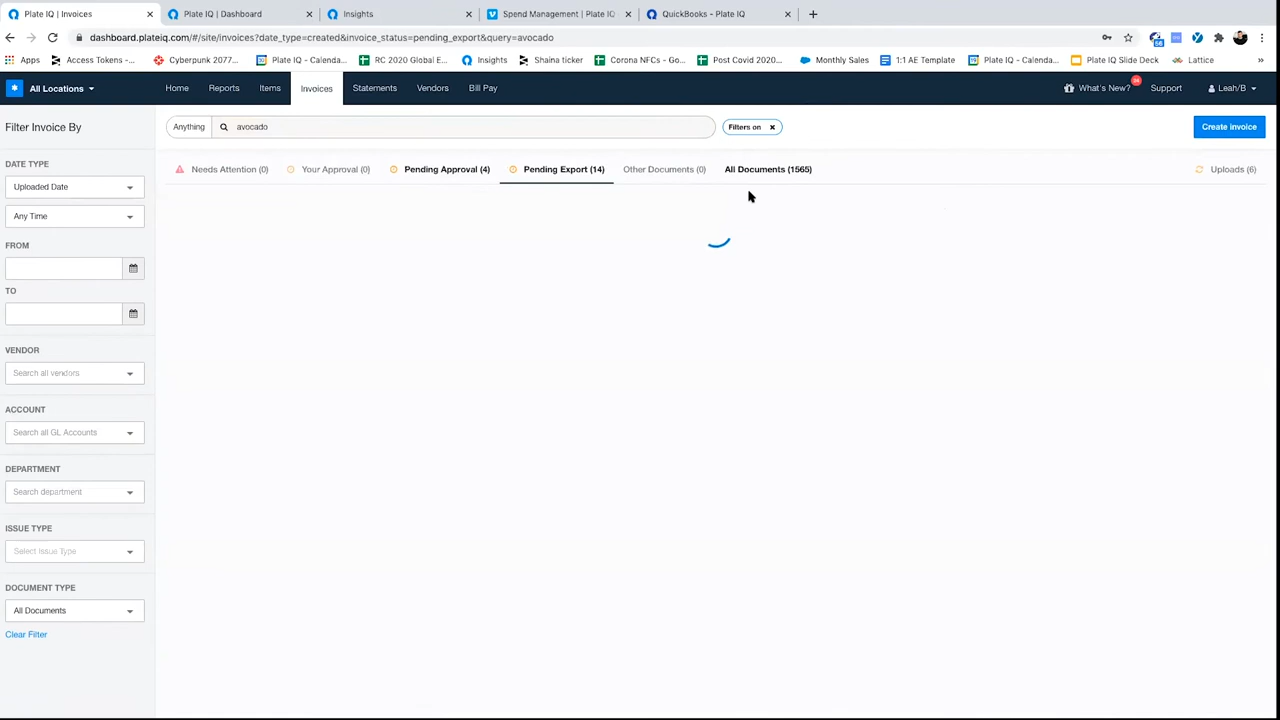 Plate IQ | Invoices
Plate IQ | Dashboard
Insights
Spend Management | Plate IQ
QuickBooks - Plate IQ
dashboard.plateiq.com/#/site/invoices?date_type=created&invoice_status=pending_export&query=avocado
Apps
Access Tokens -...
Cyberpunk 2077...
Plate IQ - Calenda...
RC 2020 Global E...
Insights
Shaina ticker
Corona NFCs - Go...
Post Covid 2020...
Monthly Sales
1:1 AE Template
Plate IQ - Calenda...
Plate IQ Slide Deck
Lattice
»
All Locations
Home
Reports
Items
Invoices
Statements
Vendors
Bill Pay
What's New?
Support
Leah/B
Filter Invoice By
Anything
avocado
Filters on
Create invoice
Needs Attention (0)
Your Approval (0)
Pending Approval (4)
Pending Export (14)
Other Documents (0)
All Documents (1565)
Uploads (6)
DATE TYPE
Uploaded Date
Any Time
FROM
TO
VENDOR
Search all vendors
ACCOUNT
Search all GL Accounts
DEPARTMENT
Search department
ISSUE TYPE
Select Issue Type
DOCUMENT TYPE
All Documents
Clear Filter